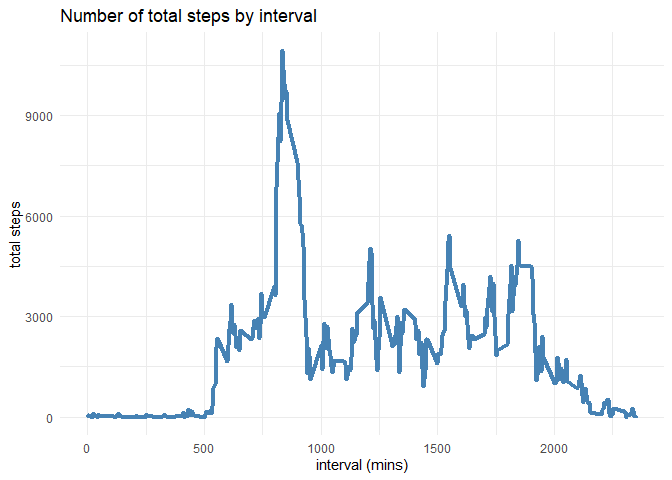 Number of total steps by interval
9000
6000
3000
0
total steps
0 500 1000 1500 2000
interval (mins)